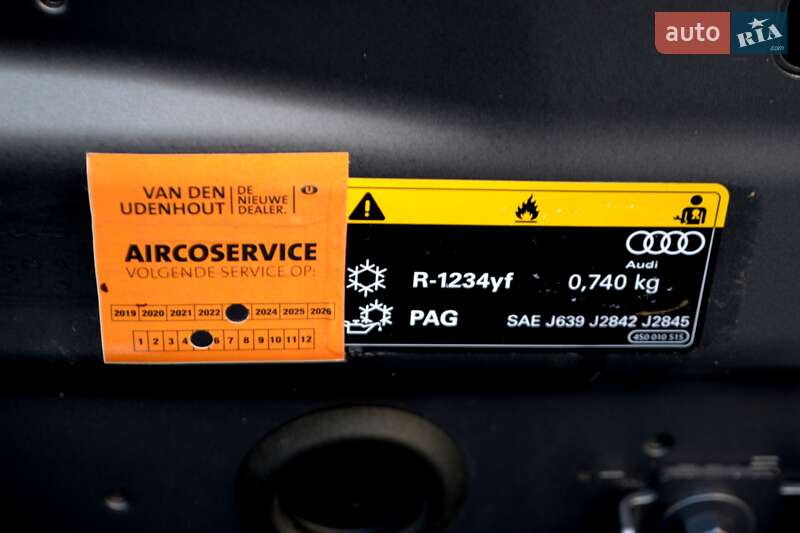 auto RIA
.com
VAN DEN UDENHOUT
DE NIEUWE DEALER.
U
AIRCOSERVICE
VOLGENDE SERVICE OP:
2019 2020 2021 2022 2024 2025 2026
1 2 3 4 6 7 8 9 10 11 12
Audi
R-1234yf 0,740 kg
PAG SAE J639 J2842 J2845
4S0 010 515